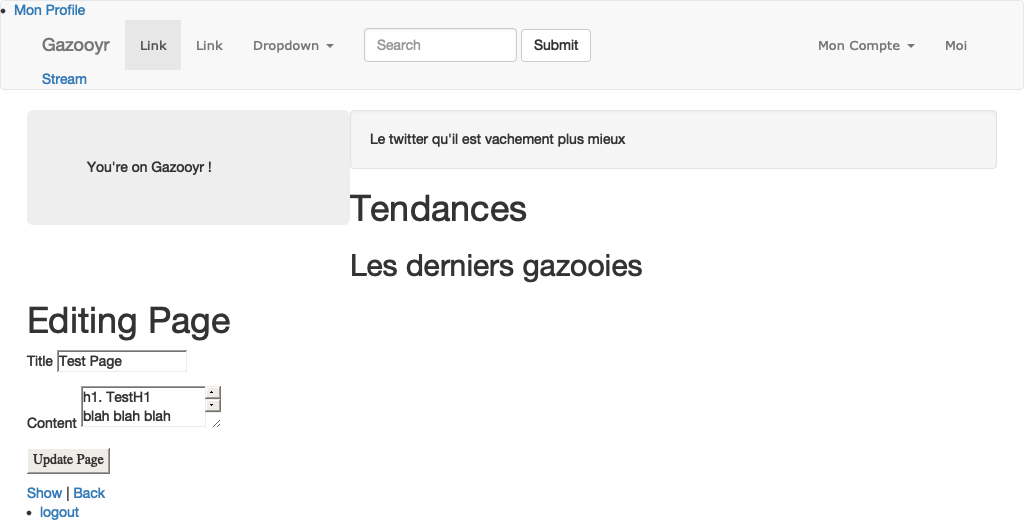 Mon Profile
Gazooyr Link Link Dropdown Search Submit Mon Compte Moi
Stream
Le twitter qu'il est vachement plus mieux
You're on Gazooyr !
Tendances
Les derniers gazooies
Editing Page
Title Test Page
h1. TestH1
Content blah blah blah
Update Page
Show | Back
logout